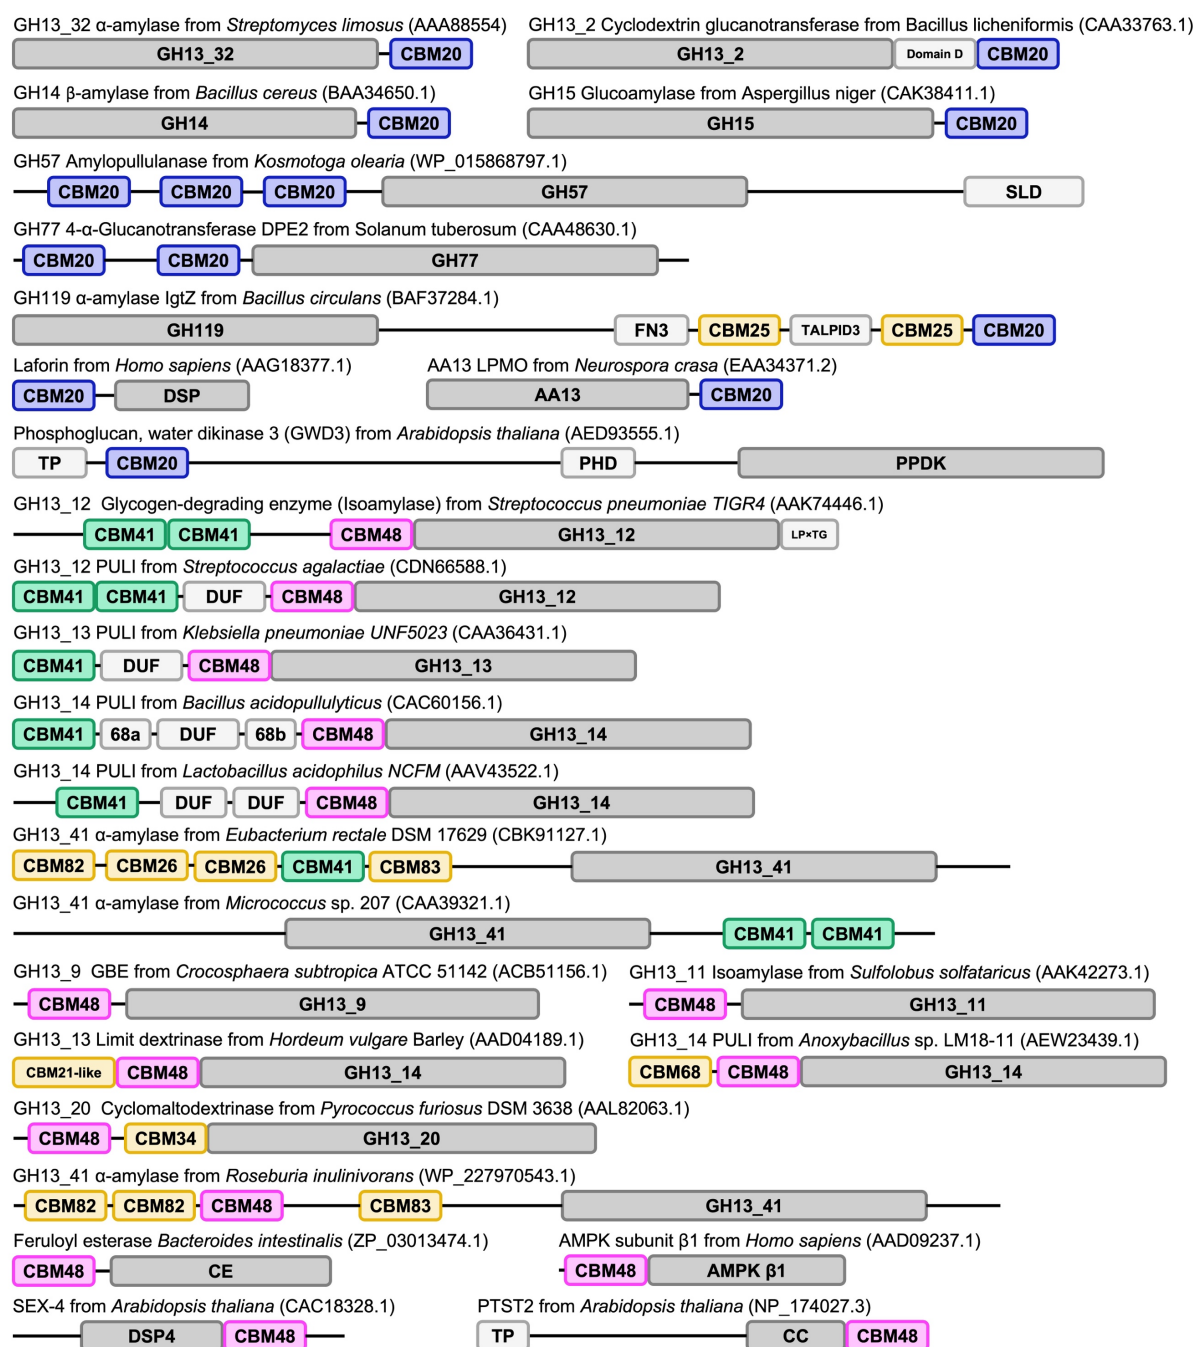 GH13_32 α-amylase from Streptomyces limosus (AAA88554)
GH13_32 CBM20
GH13_2 Cyclodextrin glucanotransferase from Bacillus licheniformis (CAA33763.1)
GH13_2 Domain D CBM20
GH14 β-amylase from Bacillus cereus (BAA34650.1)
GH14 CBM20
GH15 Glucoamylase from Aspergillus niger (CAK38411.1)
GH15 CBM20
GH57 Amylopullulanase from Kosmotoga olearia (WP_015868797.1)
CBM20 CBM20 CBM20 GH57 SLD
GH77 4-α-Glucanotransferase DPE2 from Solanum tuberosum (CAA48630.1)
CBM20 CBM20 GH77
GH119 α-amylase IgtZ from Bacillus circulans (BAF37284.1)
GH119 FN3 CBM25 TALPID3 CBM25 CBM20
Laforin from Homo sapiens (AAG18377.1)
CBM20 DSP
AA13 LPMO from Neurospora crasa (EAA34371.2)
AA13 CBM20
Phosphoglucan, water dikinase 3 (GWD3) from Arabidopsis thaliana (AED93555.1)
TP CBM20 PHD PPDK
GH13_12 Glycogen-degrading enzyme (Isoamylase) from Streptococcus pneumoniae TIGR4 (AAK74446.1)
CBM41 CBM41 CBM48 GH13_12 LP×TG
GH13_12 PULI from Streptococcus agalactiae (CDN66588.1)
CBM41 CBM41 DUF CBM48 GH13_12
GH13_13 PULI from Klebsiella pneumoniae UNF5023 (CAA36431.1)
CBM41 DUF CBM48 GH13_13
GH13_14 PULI from Bacillus acidopullulyticus (CAC60156.1)
CBM41 68a DUF 68b CBM48 GH13_14
GH13_14 PULI from Lactobacillus acidophilus NCFM (AAV43522.1)
CBM41 DUF DUF CBM48 GH13_14
GH13_41 α-amylase from Eubacterium rectale DSM 17629 (CBK91127.1)
CBM82 CBM26 CBM26 CBM41 CBM83 GH13_41
GH13_41 α-amylase from Micrococcus sp. 207 (CAA39321.1)
GH13_41 CBM41 CBM41
GH13_9 GBE from Crocosphaera subtropica ATCC 51142 (ACB51156.1)
CBM48 GH13_9
GH13_11 Isoamylase from Sulfolobus solfataricus (AAK42273.1)
CBM48 GH13_11
GH13_13 Limit dextrinase from Hordeum vulgare Barley (AAD04189.1)
CBM21-like CBM48 GH13_14
GH13_14 PULI from Anoxybacillus sp. LM18-11 (AEW23439.1)
CBM68 CBM48 GH13_14
GH13_20 Cyclomaltodextrinase from Pyrococcus furiosus DSM 3638 (AAL82063.1)
CBM48 CBM34 GH13_20
GH13_41 α-amylase from Roseburia inulinivorans (WP_227970543.1)
CBM82 CBM82 CBM48 CBM83 GH13_41
Feruloyl esterase Bacteroides intestinalis (ZP_03013474.1)
CBM48 CE
AMPK subunit β1 from Homo sapiens (AAD09237.1)
CBM48 AMPK β1
SEX-4 from Arabidopsis thaliana (CAC18328.1)
DSP4 CBM48
PTST2 from Arabidopsis thaliana (NP_174027.3)
TP CC CBM48